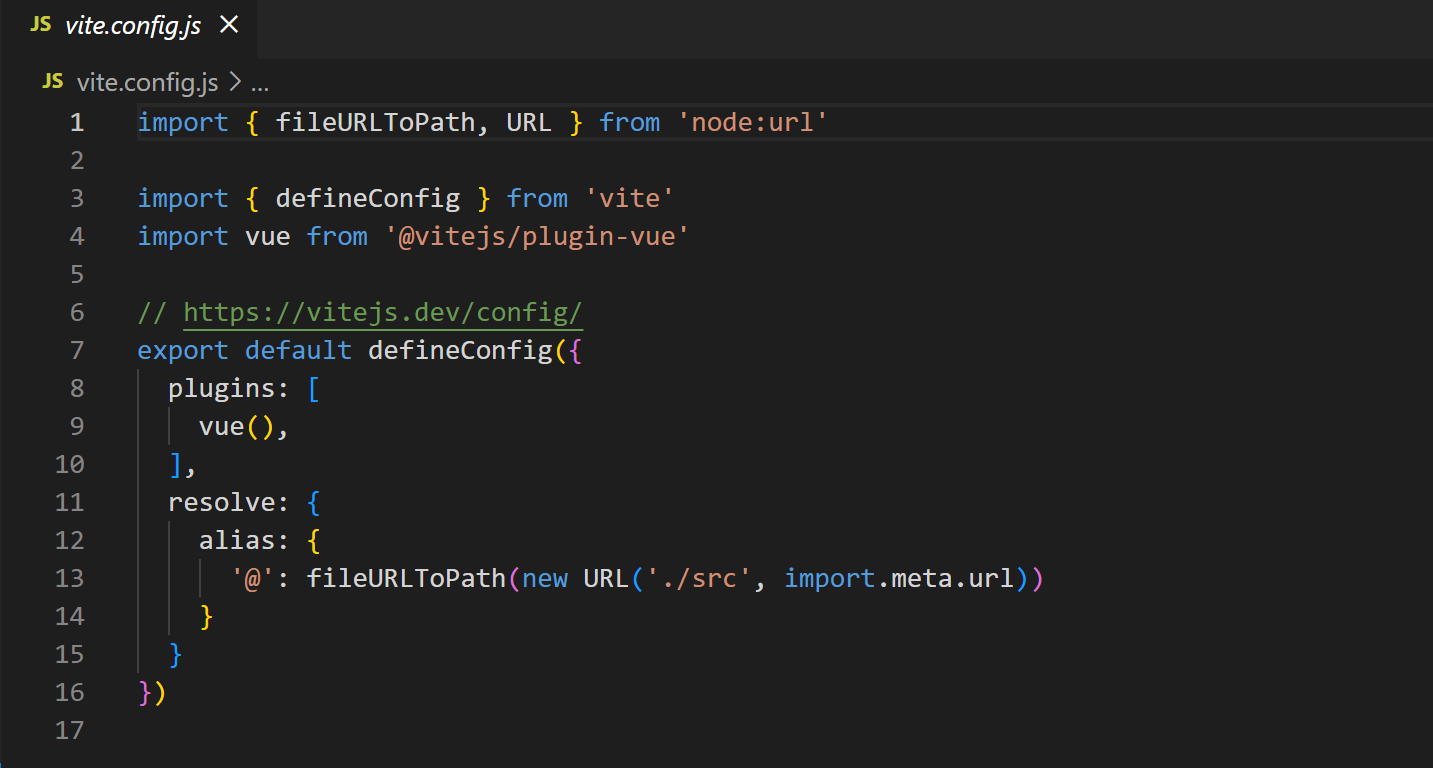 JS vite.config.js ×
JS vite.config.js > ...
1 import { fileURLToPath, URL } from 'node:url'
2
3 import { defineConfig } from 'vite'
4 import vue from '@vitejs/plugin-vue'
5
6 // https://vitejs.dev/config/
7 export default defineConfig({
8   plugins: [
9     vue(),
10   ],
11   resolve: {
12     alias: {
13       '@': fileURLToPath(new URL('./src', import.meta.url))
14     }
15   }
16 })
17